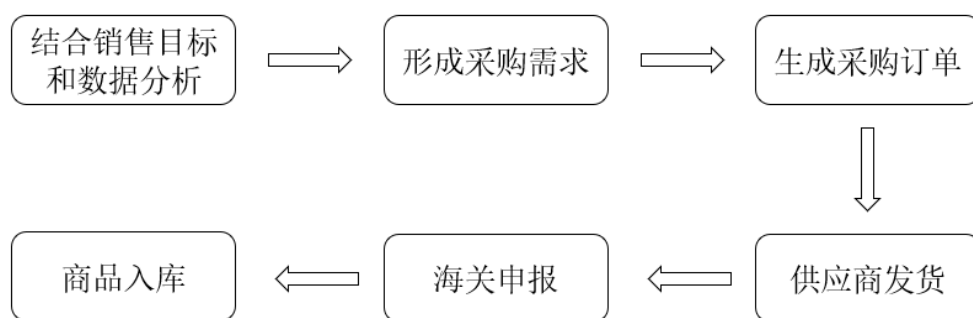 结合销售目标
和数据分析
形成采购需求
生成采购订单
供应商发货
海关申报
商品入库